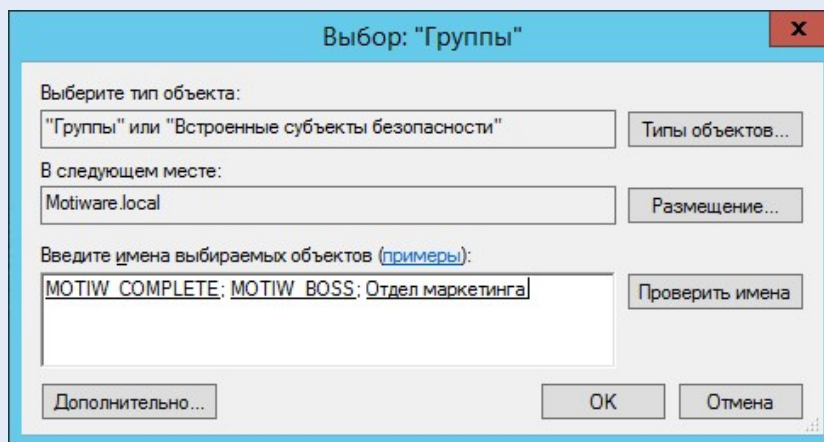 Выбор: "Группы"
x
Выберите тип объекта:
"Группы" или "Встроенные субъекты безопасности"
Типы объектов...
В следующем месте:
Motiware.local
Размещение...
Введите имена выбираемых объектов (примеры):
MOTIW_COMPLETE; MOTIW_BOSS; Отдел маркетинга
Проверить имена
Дополнительно...
OK
Отмена